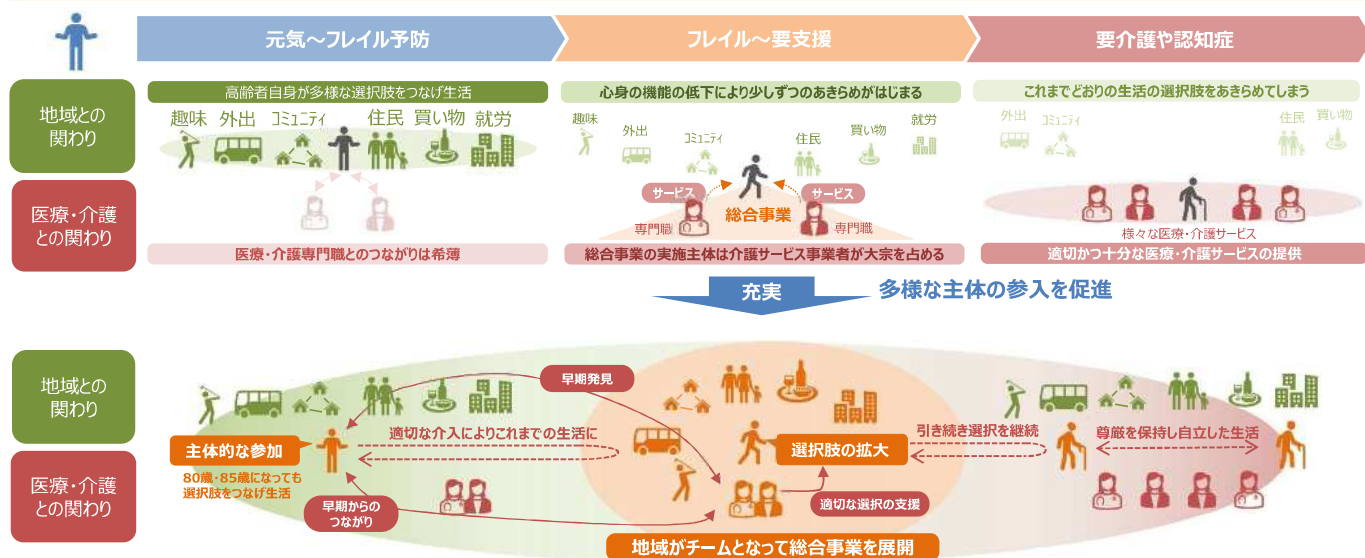 元気～フレイル予防
フレイル～要支援
要介護や認知症
地域との
関わり
高齢者自身が多様な選択肢をつなげ生活
趣味 外出 コミュニティ 住民 買い物 就労
心身の機能の低下により少しずつのあきらめがはじまる
趣味 外出 コミュニティ 住民 買い物 就労
これまでどおりの生活の選択肢をあきらめてしまう
外出 コミュニティ 住民 買い物
医療・介護
との関わり
サービス サービス
総合事業
専門職 専門職
様々な医療・介護サービス
医療・介護専門職とのつながりは希薄
総合事業の実施主体は介護サービス事業者が大宗を占める
適切かつ十分な医療・介護サービスの提供
充実
多様な主体の参入を促進
地域との
関わり
早期発見
主体的な参加
適切な介入によりこれまでの生活に
選択肢の拡大
引き続き選択を継続
尊厳を保持し自立した生活
80歳・85歳になっても
選択肢をつなげ生活
医療・介護
との関わり
早期からの
つながり
適切な選択の支援
地域がチームとなって総合事業を展開